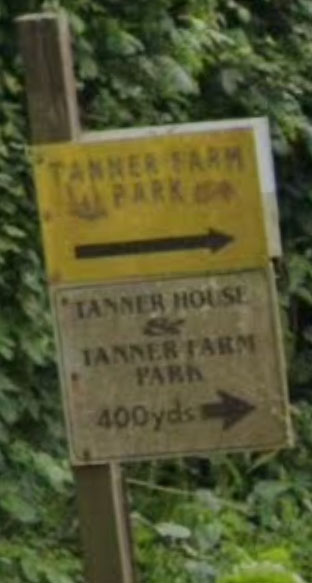 TANNER FARM
PARK
TANNER HOUSE
&
TANNER FARM
PARK
400yds